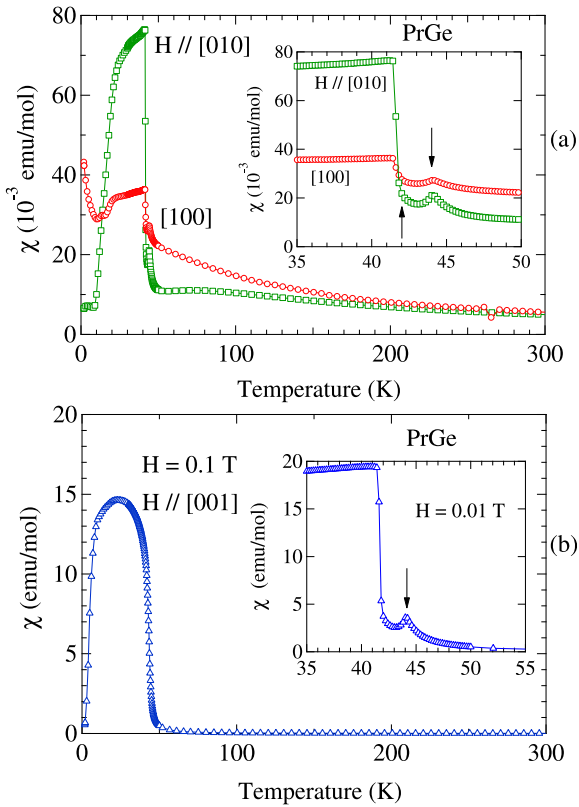 80
60
40
20
0
χ (10⁻³ emu/mol)
H // [010]
[100]
PrGe
80
60
40
20
0
χ (10⁻³ emu/mol)
H // [010]
[100]
35 40 45 50
(a)
0 100 200 300
Temperature (K)
20
15
10
5
0
χ (emu/mol)
H = 0.1 T
H // [001]
PrGe
20
15
10
5
0
χ (emu/mol)
H = 0.01 T
35 40 45 50 55
(b)
0 100 200 300
Temperature (K)